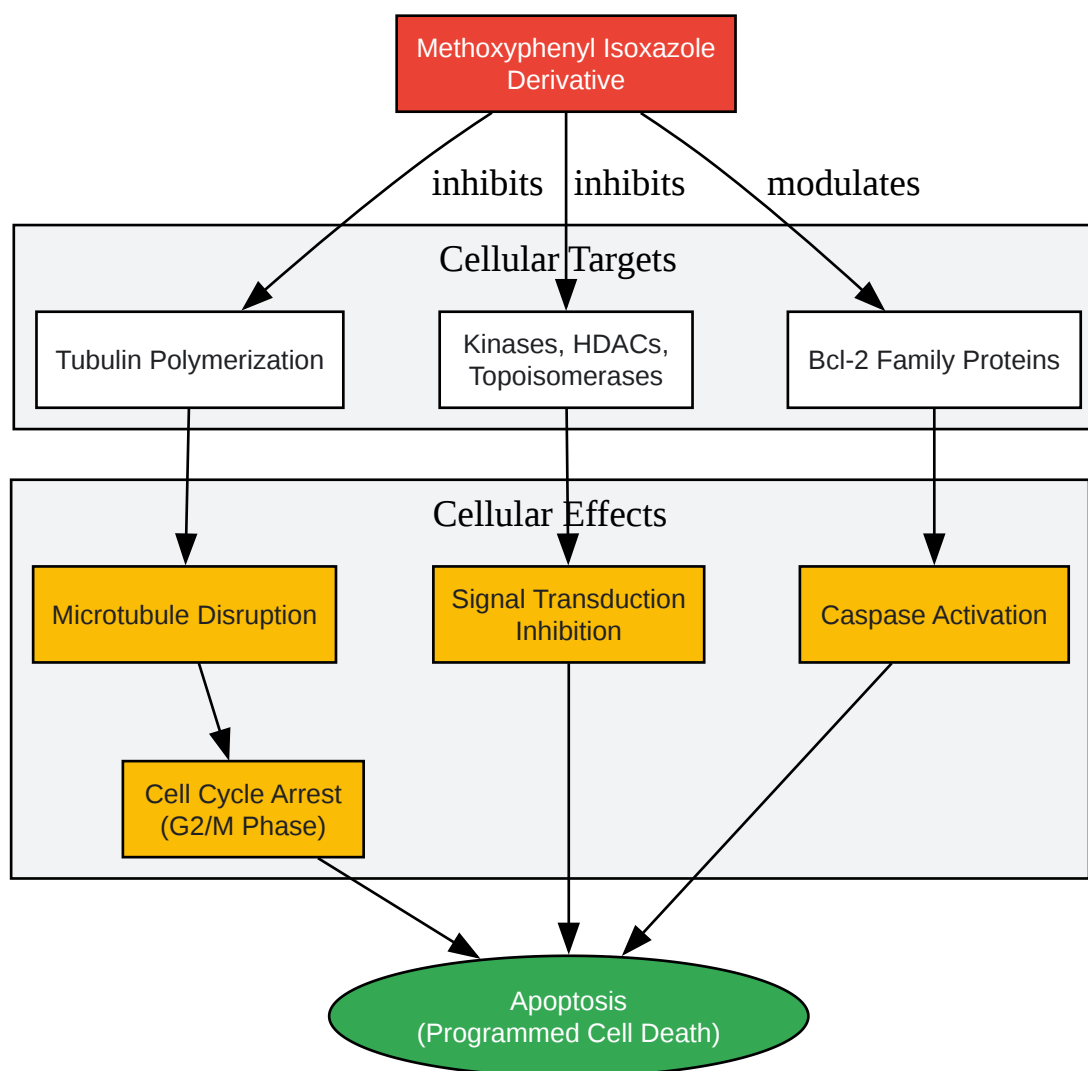 Methoxyphenyl Isoxazole
Derivative
inhibits
inhibits
modulates
Cellular Targets
Tubulin Polymerization
Kinases, HDACs,
Topoisomerases
Bcl-2 Family Proteins
Cellular Effects
Microtubule Disruption
Signal Transduction
Inhibition
Caspase Activation
Cell Cycle Arrest
(G2/M Phase)
Apoptosis
(Programmed Cell Death)